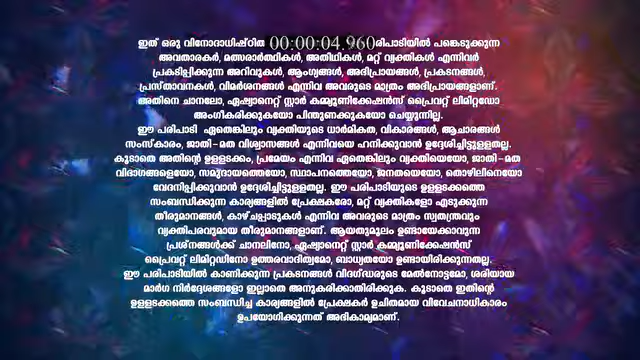 ഇത് ഒരു വിനോദാധിഷ്ഠിത 00:00:04.960 രിപാടിയിൽ പങ്കെടുക്കുന്ന
അവതാരകർ, മത്സരാർത്ഥികൾ, അതിഥികൾ, മറ്റ് വ്യക്തികൾ എന്നിവർ
പ്രകടിപ്പിക്കുന്ന അറിവുകൾ, ആംഗ്യങ്ങൾ, അഭിപ്രായങ്ങൾ, പ്രകടനങ്ങൾ,
പ്രസ്താവനകൾ, വിമർശനങ്ങൾ എന്നിവ അവരുടെ മാത്രം അഭിപ്രായങ്ങളാണ്.
അതിനെ ചാനലോ, ഏഷ്യാനെറ്റ് സ്റ്റാർ കമ്മ്യൂണിക്കേഷൻസ് പ്രൈവറ്റ് ലിമിറ്റഡോ
അംഗീകരിക്കുകയോ പിന്തുണക്കുകയോ ചെയ്യുന്നില്ല.
ഈ പരിപാടി ഏതെങ്കിലും വ്യക്തിയുടെ ധാർമികത, വികാരങ്ങൾ, ആചാരങ്ങൾ
സംസ്കാരം, ജാതി-മത വിശ്വാസങ്ങൾ എന്നിവയെ ഹനിക്കുവാൻ ഉദ്ദേശിച്ചിട്ടുള്ളതല്ല.
കൂടാതെ അതിന്റെ ഉള്ളടക്കം, പ്രമേയം എന്നിവ ഏതെങ്കിലും വ്യക്തിയെയോ, ജാതി-മത
വിഭാഗങ്ങളെയോ, സമുദായത്തെയോ, സ്ഥാപനത്തെയോ, ജനതയെയോ, തൊഴിലിനെയോ
വേദനിപ്പിക്കുവാൻ ഉദ്ദേശിച്ചിട്ടുള്ളതല്ല. ഈ പരിപാടിയുടെ ഉള്ളടക്കത്തെ
സംബന്ധിക്കുന്ന കാര്യങ്ങളിൽ പ്രേക്ഷകരോ, മറ്റ് വ്യക്തികളോ എടുക്കുന്ന
തീരുമാനങ്ങൾ, കാഴ്ചപ്പാടുകൾ എന്നിവ അവരുടെ മാത്രം സ്വതന്ത്രവും
വ്യക്തിപരവുമായ തീരുമാനങ്ങളാണ്. ആയതുമൂലം ഉണ്ടായേക്കാവുന്ന
പ്രശ്നങ്ങൾക്ക് ചാനലിനോ, ഏഷ്യാനെറ്റ് സ്റ്റാർ കമ്മ്യൂണിക്കേഷൻസ്
പ്രൈവറ്റ് ലിമിറ്റഡിനോ ഉത്തരവാദിത്വമോ, ബാധ്യതയോ ഉണ്ടായിരിക്കുന്നതല്ല.
ഈ പരിപാടിയിൽ കാണിക്കുന്ന പ്രകടനങ്ങൾ വിദഗ്ദ്ധരുടെ മേൽനോട്ടമോ, ശരിയായ
മാർഗ നിർദ്ദേശങ്ങളോ ഇല്ലാതെ അനുകരിക്കാതിരിക്കുക. കൂടാതെ ഇതിന്റെ
ഉള്ളടക്കത്തെ സംബന്ധിച്ച കാര്യങ്ങളിൽ പ്രേക്ഷകർ ഉചിതമായ വിവേചനാധികാരം
ഉപയോഗിക്കുന്നത് അഭികാമ്യമാണ്.